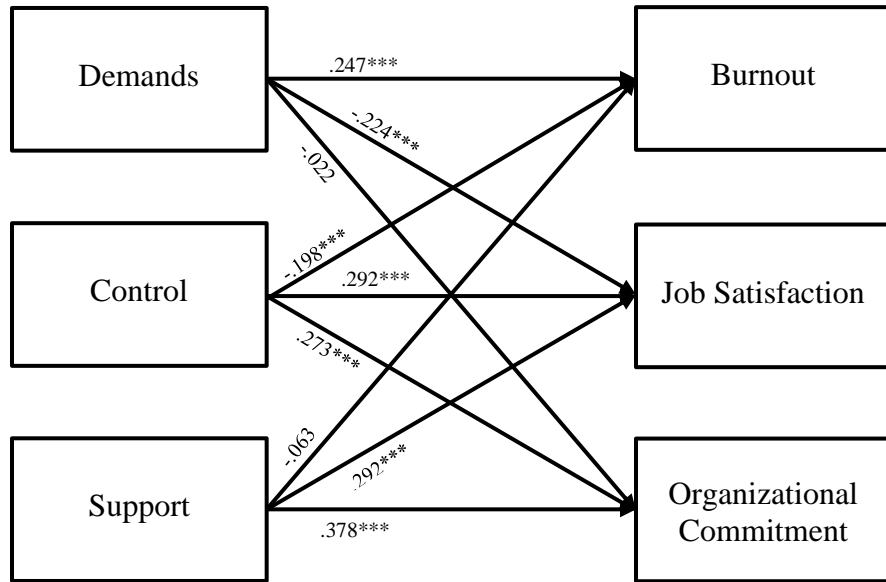 Demands
.247***
Burnout
-.224***
-.022
-.198***
Control
.292***
Job Satisfaction
.273***
-.063
.292***
Support
.378***
Organizational
Commitment